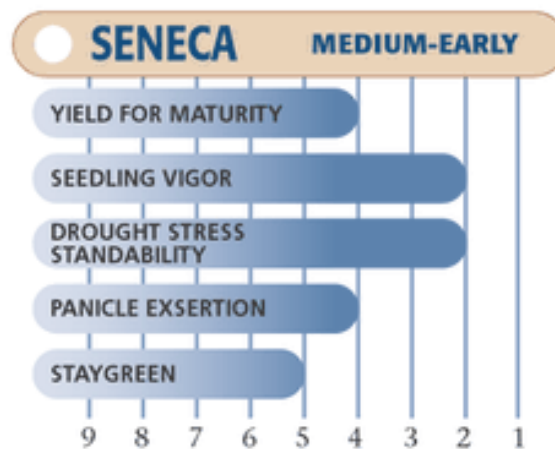 SENECA MEDIUM-EARLY
YIELD FOR MATURITY
SEEDLING VIGOR
DROUGHT STRESS
STANDABILITY
PANICLE EXSERTION
STAYGREEN
9 8 7 6 5 4 3 2 1